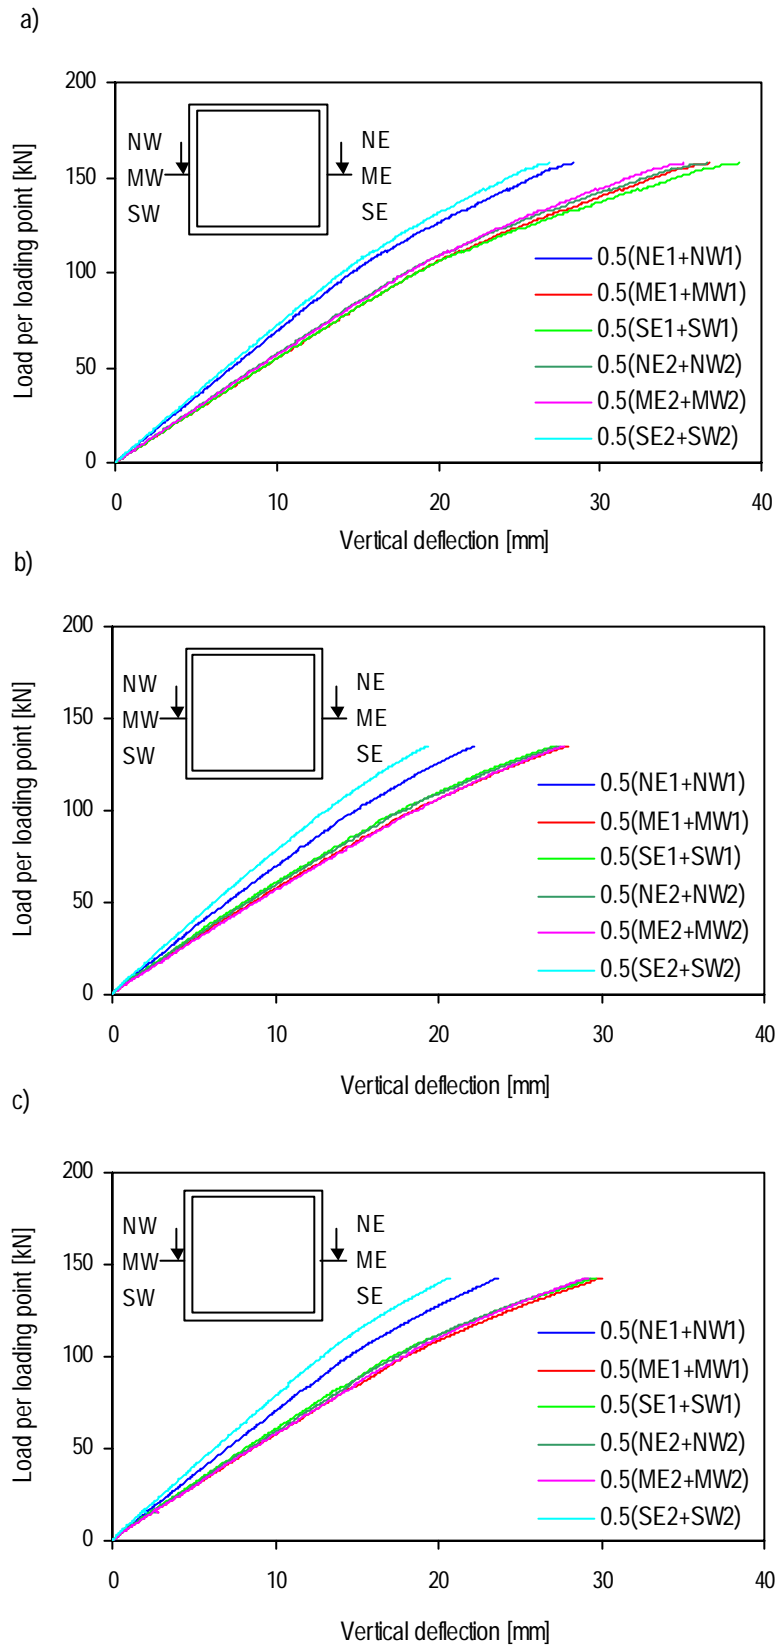 a)
200
150
100
50
0
Load per loading point [kN]
NW
MW
SW
NE
ME
SE
0.5(NE1+NW1)
0.5(ME1+MW1)
0.5(SE1+SW1)
0.5(NE2+NW2)
0.5(ME2+MW2)
0.5(SE2+SW2)
0 10 20 30 40
Vertical deflection [mm]
b)
200
150
100
50
0
Load per loading point [kN]
NW
MW
SW
NE
ME
SE
0.5(NE1+NW1)
0.5(ME1+MW1)
0.5(SE1+SW1)
0.5(NE2+NW2)
0.5(ME2+MW2)
0.5(SE2+SW2)
0 10 20 30 40
Vertical deflection [mm]
c)
200
150
100
50
0
Load per loading point [kN]
NW
MW
SW
NE
ME
SE
0.5(NE1+NW1)
0.5(ME1+MW1)
0.5(SE1+SW1)
0.5(NE2+NW2)
0.5(ME2+MW2)
0.5(SE2+SW2)
0 10 20 30 40
Vertical deflection [mm]